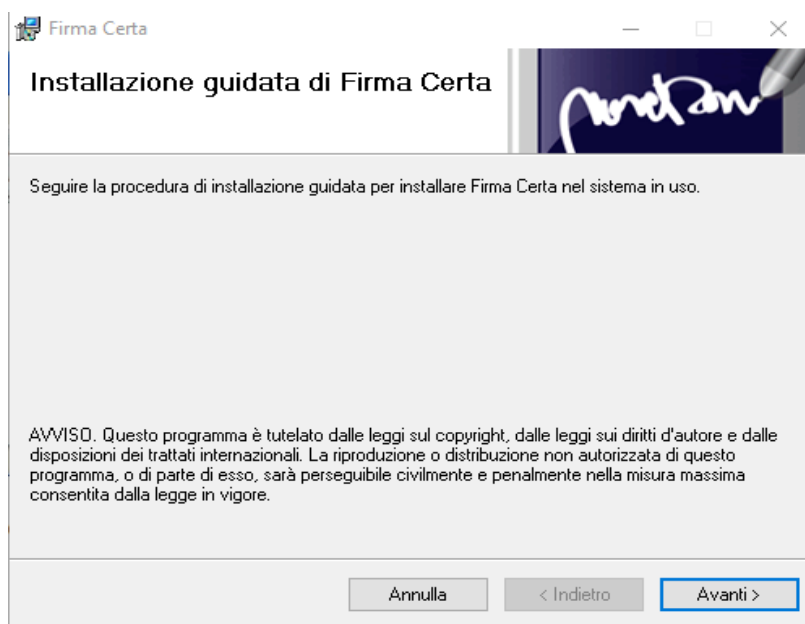 Firma Certa
Installazione guidata di Firma Certa
Seguire la procedura di installazione guidata per installare Firma Certa nel sistema in uso.
AVVISO. Questo programma è tutelato dalle leggi sul copyright, dalle leggi sui diritti d'autore e dalle
disposizioni dei trattati internazionali. La riproduzione o distribuzione non autorizzata di questo
programma, o di parte di esso, sarà perseguibile civilmente e penalmente nella misura massima
consentita dalla legge in vigore.
Annulla
< Indietro
Avanti >